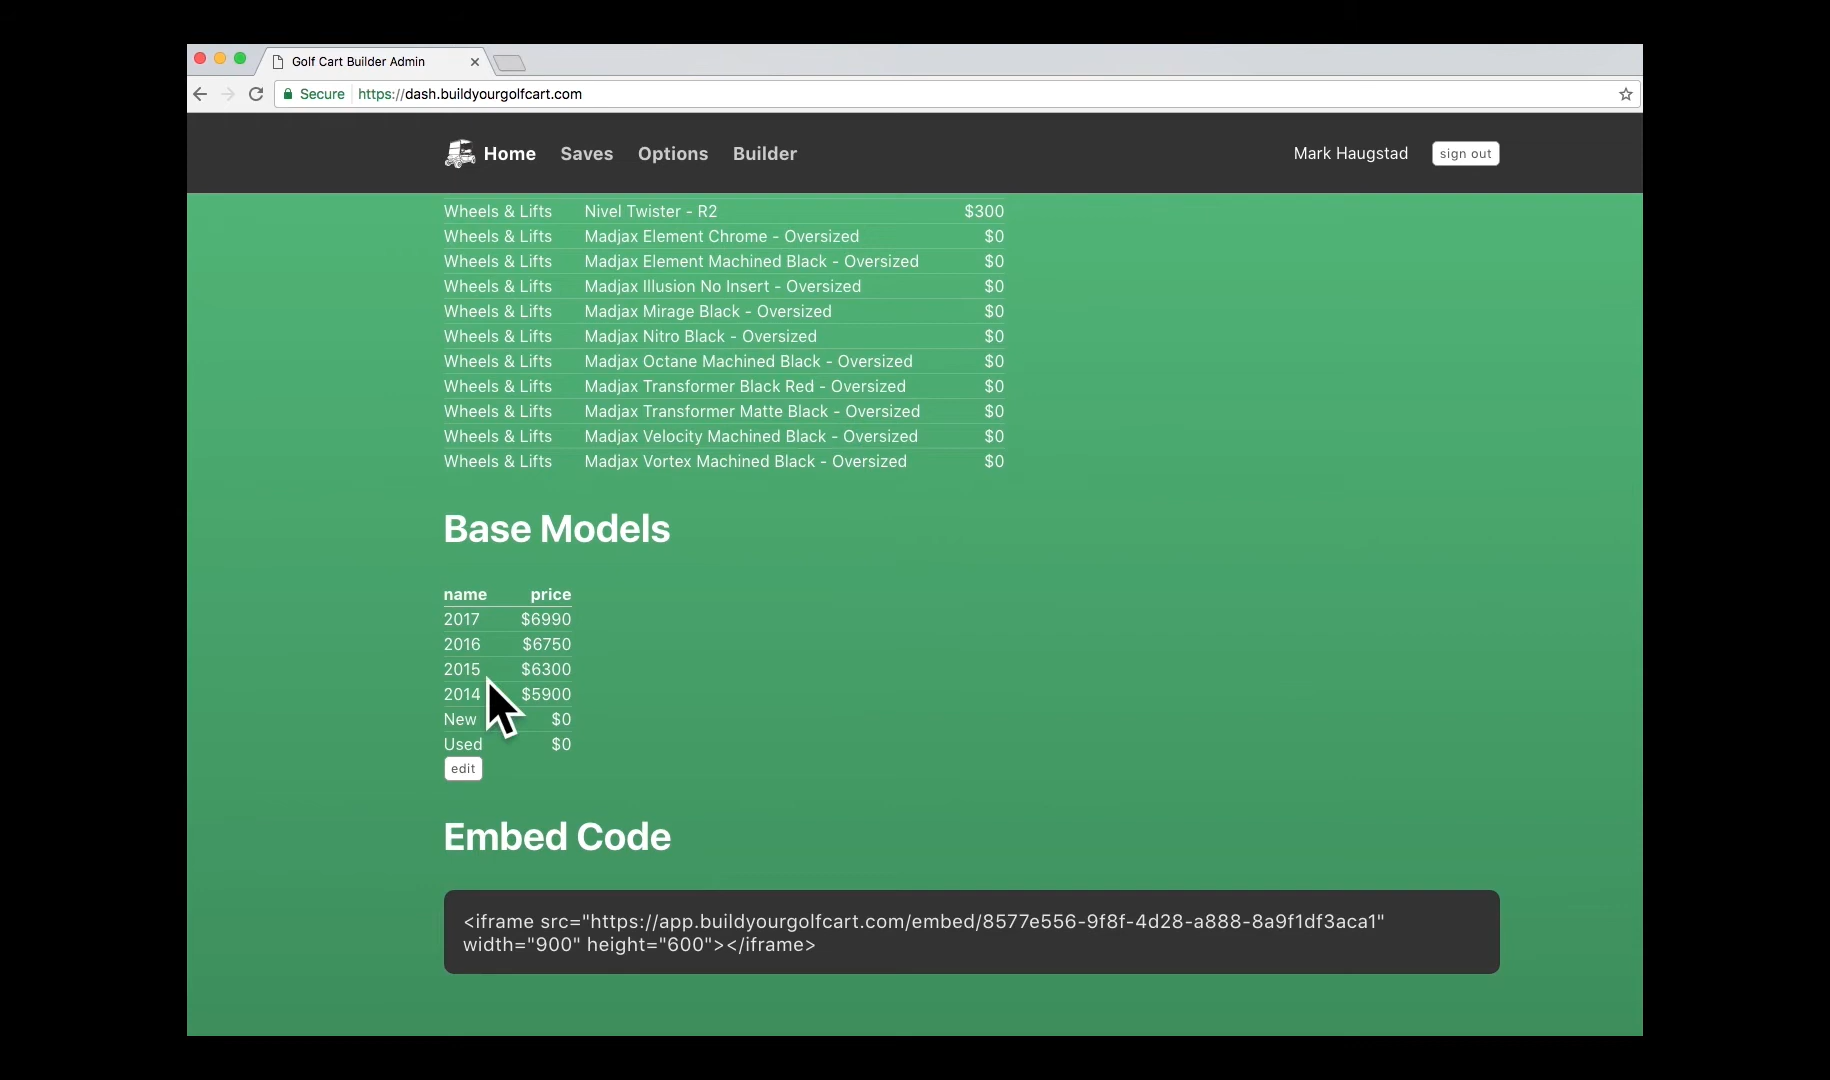 Golf Cart Builder Admin
Secure https://dash.buildyourgolfcart.com
Home Saves Options Builder Mark Haugstad sign out
Wheels & Lifts Nivel Twister - R2 $300
Wheels & Lifts Madjax Element Chrome - Oversized $0
Wheels & Lifts Madjax Element Machined Black - Oversized $0
Wheels & Lifts Madjax Illusion No Insert - Oversized $0
Wheels & Lifts Madjax Mirage Black - Oversized $0
Wheels & Lifts Madjax Nitro Black - Oversized $0
Wheels & Lifts Madjax Octane Machined Black - Oversized $0
Wheels & Lifts Madjax Transformer Black Red - Oversized $0
Wheels & Lifts Madjax Transformer Matte Black - Oversized $0
Wheels & Lifts Madjax Velocity Machined Black - Oversized $0
Wheels & Lifts Madjax Vortex Machined Black - Oversized $0
Base Models
name price
2017 $6990
2016 $6750
2015 $6300
2014 $5900
New $0
Used $0
edit
Embed Code
<iframe src="https://app.buildyourgolfcart.com/embed/8577e556-9f8f-4d28-a888-8a9f1df3aca1"
width="900" height="600"></iframe>